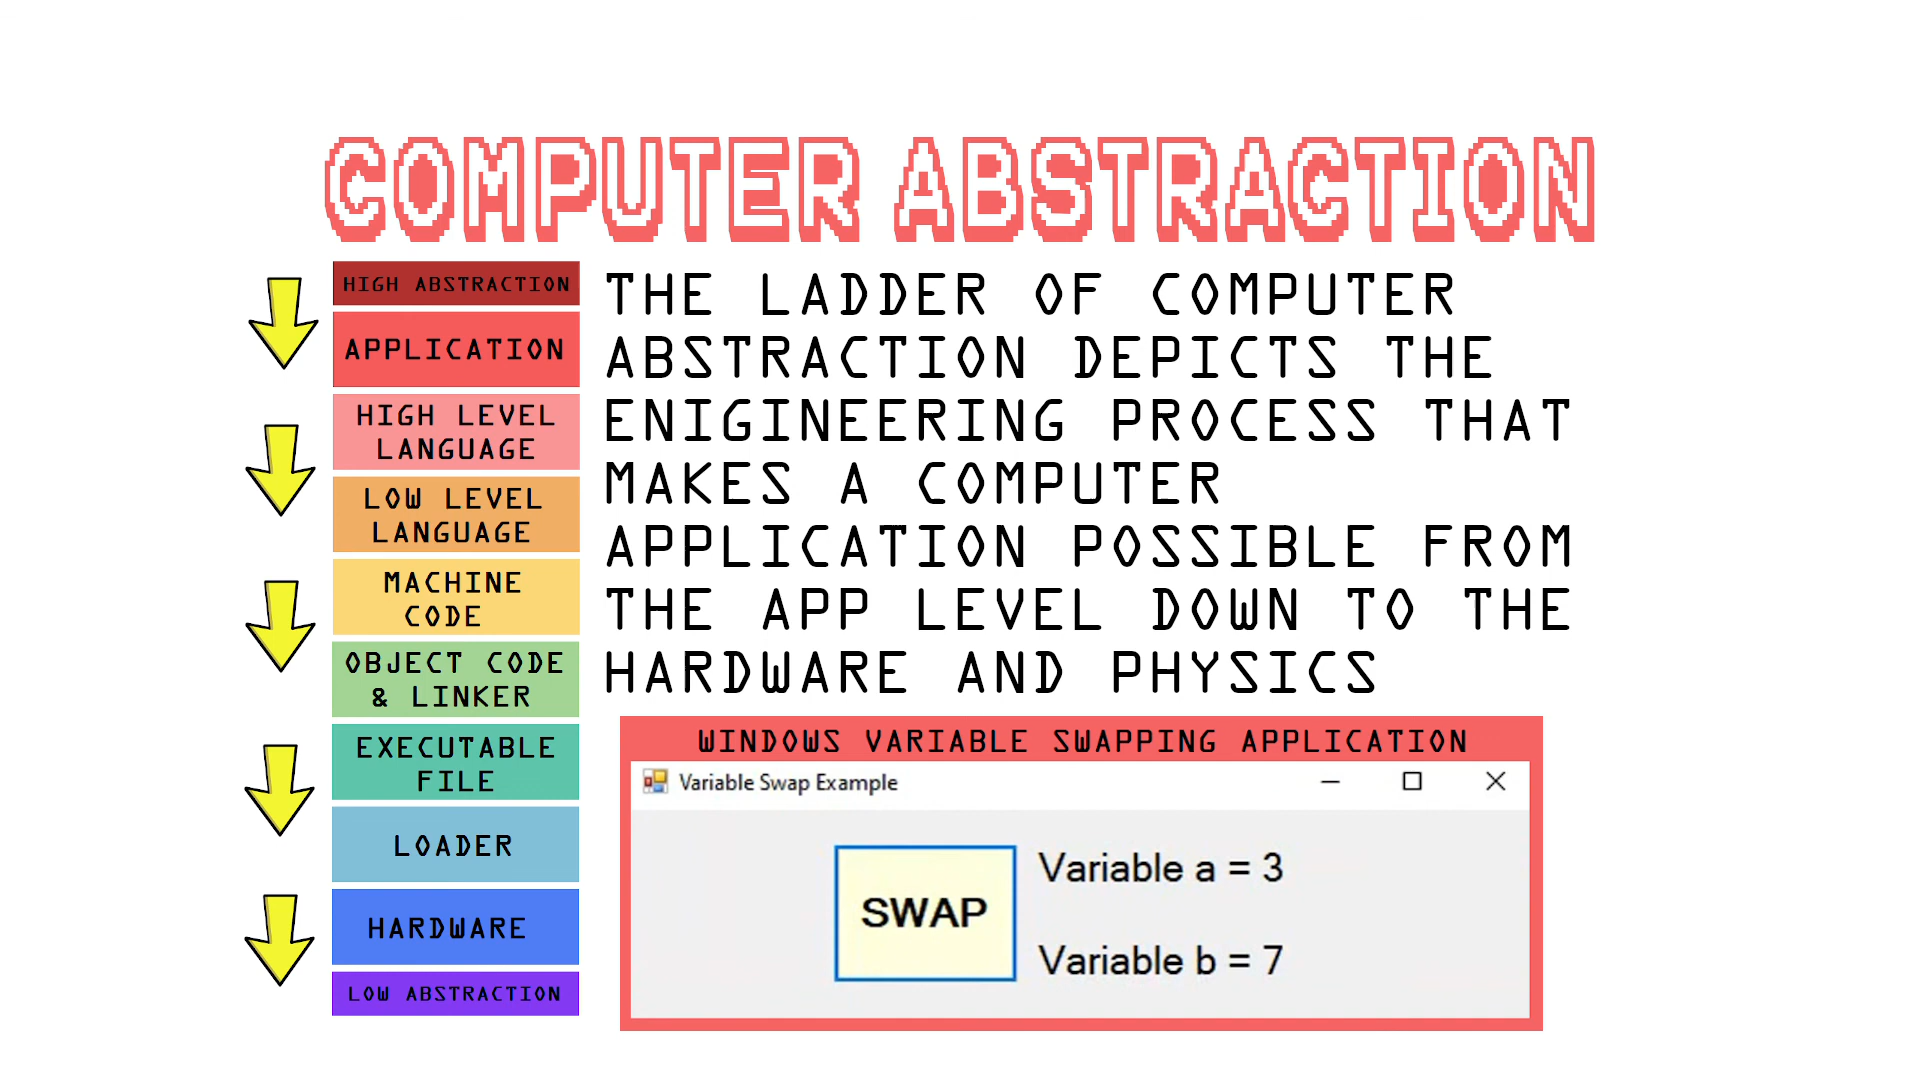 COMPUTER ABSTRACTION
HIGH ABSTRACTION
APPLICATION
HIGH LEVEL
LANGUAGE
LOW LEVEL
LANGUAGE
MACHINE
CODE
OBJECT CODE
& LINKER
EXECUTABLE
FILE
LOADER
HARDWARE
LOW ABSTRACTION
THE LADDER OF COMPUTER
ABSTRACTION DEPICTS THE
ENIGINEERING PROCESS THAT
MAKES A COMPUTER
APPLICATION POSSIBLE FROM
THE APP LEVEL DOWN TO THE
HARDWARE AND PHYSICS
WINDOWS VARIABLE SWAPPING APPLICATION
Variable Swap Example
SWAP
Variable a = 3
Variable b = 7